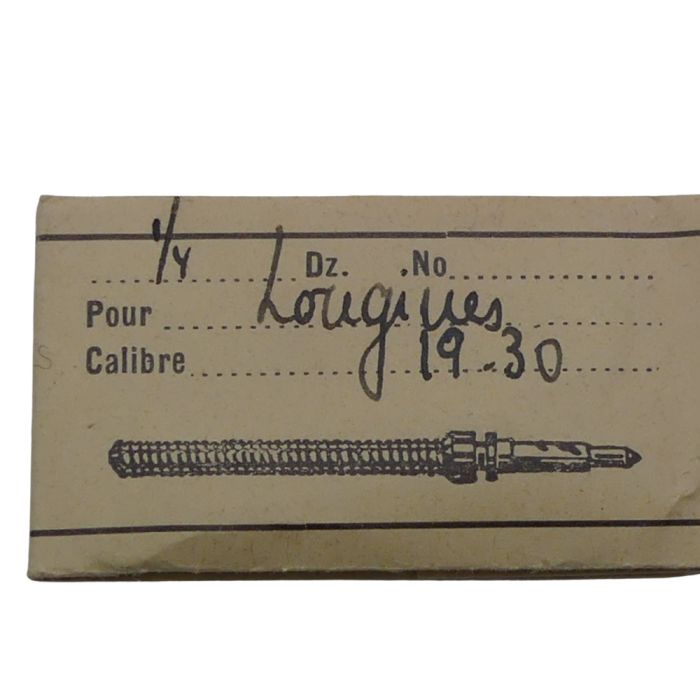 1/4 Dz. .No
Pour Longines
Calibre 19.30